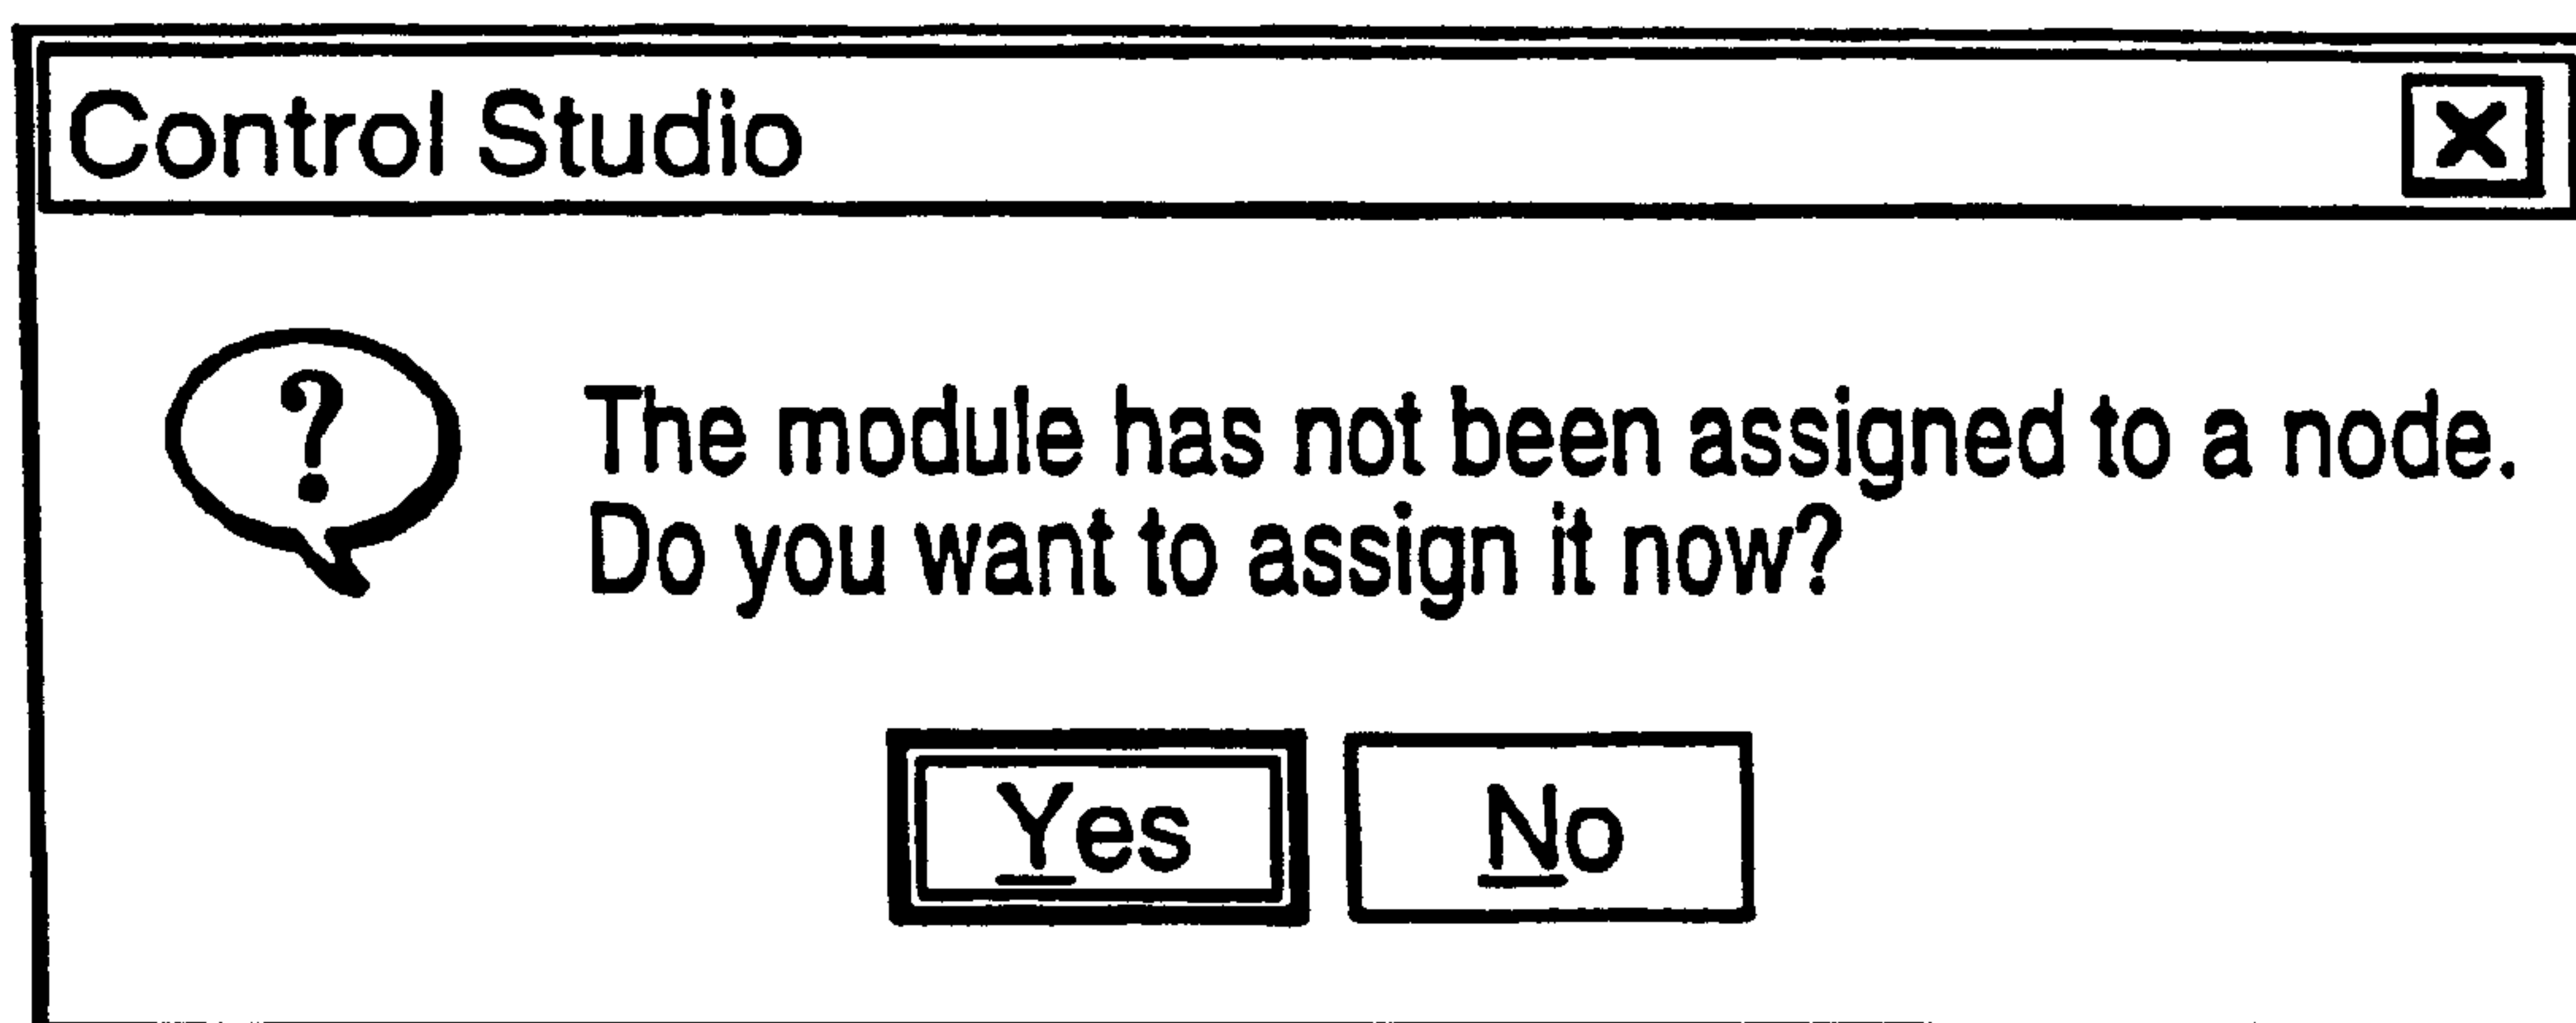 Control Studio
?
The module has not been assigned to a node.
Do you want to assign it now?
Yes No